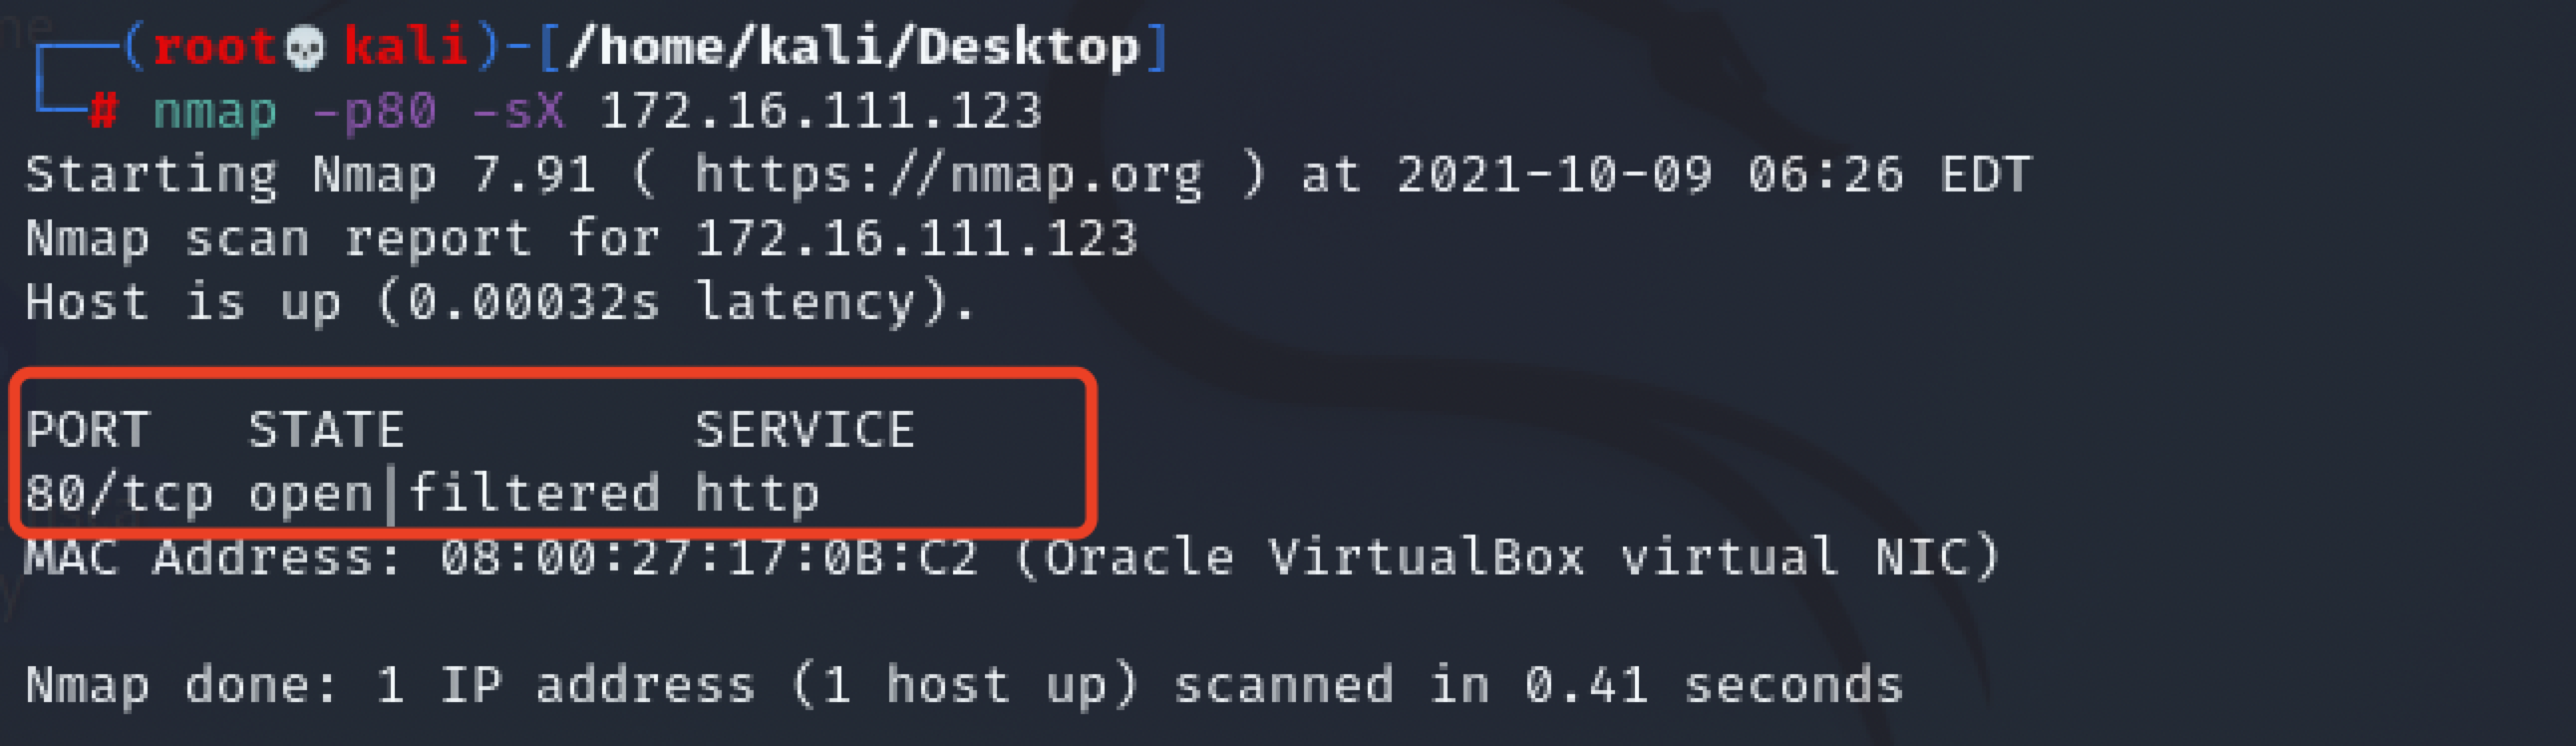 (root💀kali)-[/home/kali/Desktop]
# nmap -p80 -sX 172.16.111.123
Starting Nmap 7.91 ( https://nmap.org ) at 2021-10-09 06:26 EDT
Nmap scan report for 172.16.111.123
Host is up (0.00032s latency).
PORT   STATE         SERVICE
80/tcp open|filtered http
MAC Address: 08:00:27:17:0B:C2 (Oracle VirtualBox virtual NIC)
Nmap done: 1 IP address (1 host up) scanned in 0.41 seconds